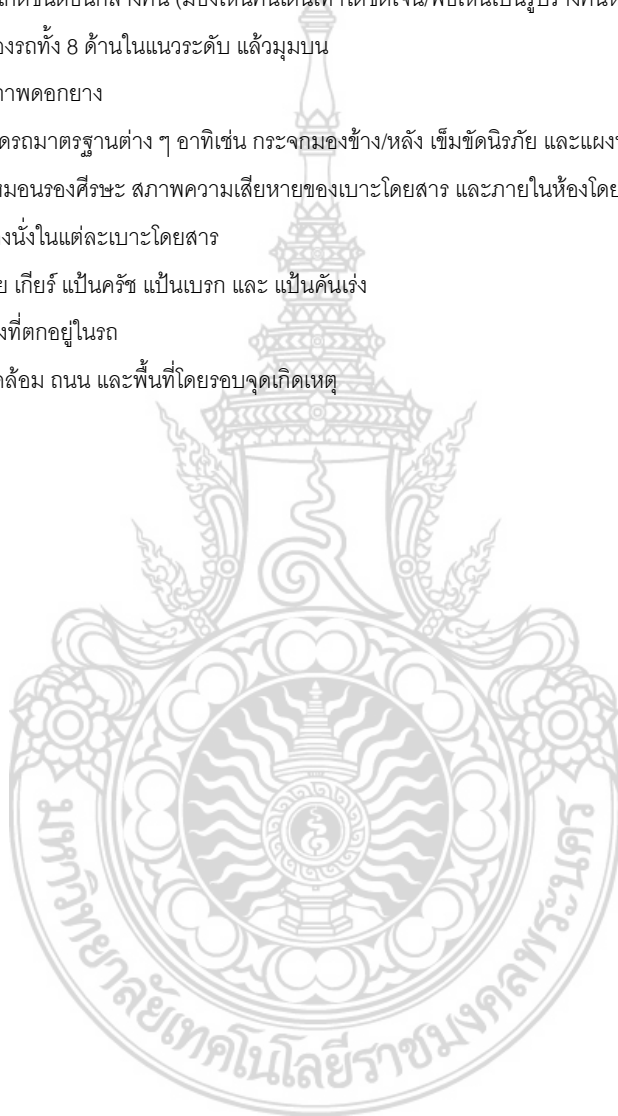 องรถทั้ง 8 ด้านในแนวระดับ แล้วมุมบน
าพดอกยาง
ดรถมาตรฐานต่าง ๆ อาทิเช่น กระจกมองข้าง/หลัง เข็มขัดนิรภัย และแผง
หมอนรองศีรษะ สภาพความเสียหายของเบาะโดยสาร และภายในห้องโดย
งนั่งในแต่ละเบาะโดยสาร
ย เกียร์ แป้นครัช แป้นเบรก และ แป้นคันเร่ง
งที่ตกอยู่ในรถ
ล้อม ถนน และพื้นที่โดยรอบจุดเกิดเหตุ
มหาวิทยาลัยเทคโนโลยีราชมงคลพระนคร